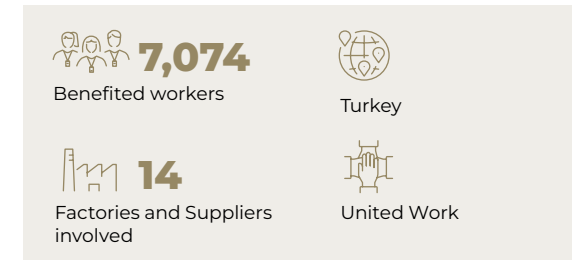 7,074
Benefited workers
Turkey
14
Factories and Suppliers
involved
United Work